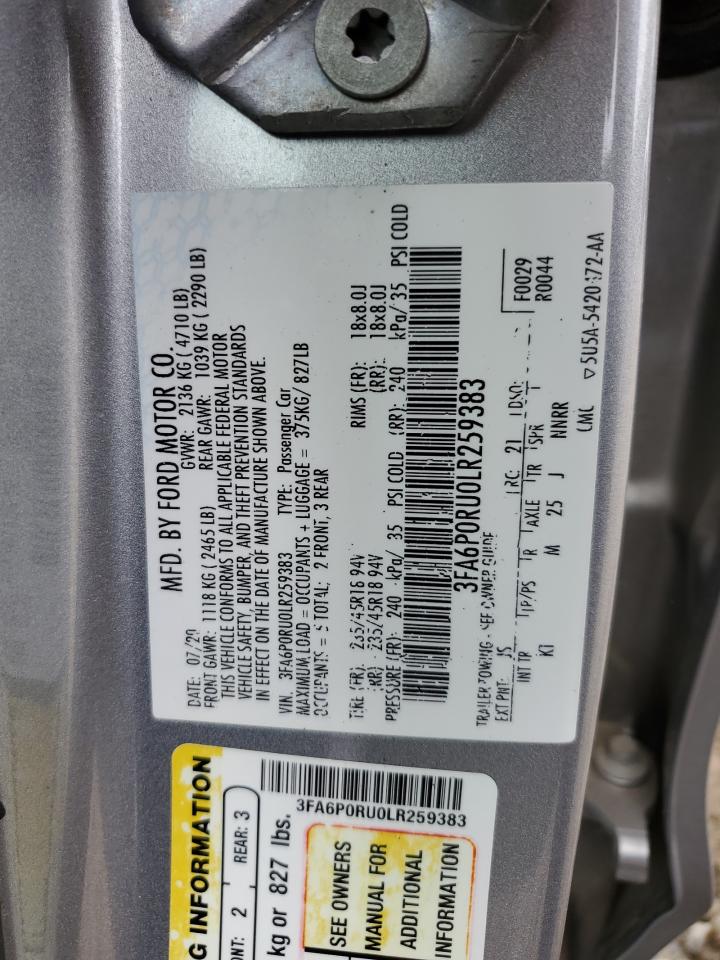 MFD. BY FORD MOTOR CO.
DATE: 07/20 GVWR: 2136 KG (4710 LB)
FRONT GAWR: 1118 KG (2465 LB) REAR GAWR: 1039 KG (2290 LB)
THIS VEHICLE CONFORMS TO ALL APPLICABLE FEDERAL MOTOR
VEHICLE SAFETY, BUMPER, AND THEFT PREVENTION STANDARDS
IN EFFECT ON THE DATE OF MANUFACTURE SHOWN ABOVE.
VIN: 3FA6P0RU0LR259383 TYPE: Passenger Car
MAXIMUM LOAD = OCCUPANTS + LUGGAGE = 375KG/ 827LB
OCCUPANTS = 5 TOTAL; 2 FRONT, 3 REAR
TIRE (FR): 235/45R18 94V RIMS (FR): 18x8.0J
(RR): 235/45R18 94V (RR): 18x8.0J
PRESSURE (FR): 240 kPa/ 35 PSI COLD (RR): 240 kPa/ 35 PSI COLD
3FA6P0RU0LR259383
TRAILER TOWING - SEE OWNER GUIDE
F0029
R0044
EXT PNT: JS RC: 21 DSO:
INT TR TP/PS R AXLE TR SPR
KT M 25 J NNRR
CMC ▽5U5A-5420472-AA
G INFORMATION
ONT: 2 REAR: 3
kg or 827 lbs.
3FA6P0RU0LR259383
SEE OWNERS
MANUAL FOR
ADDITIONAL
INFORMATION